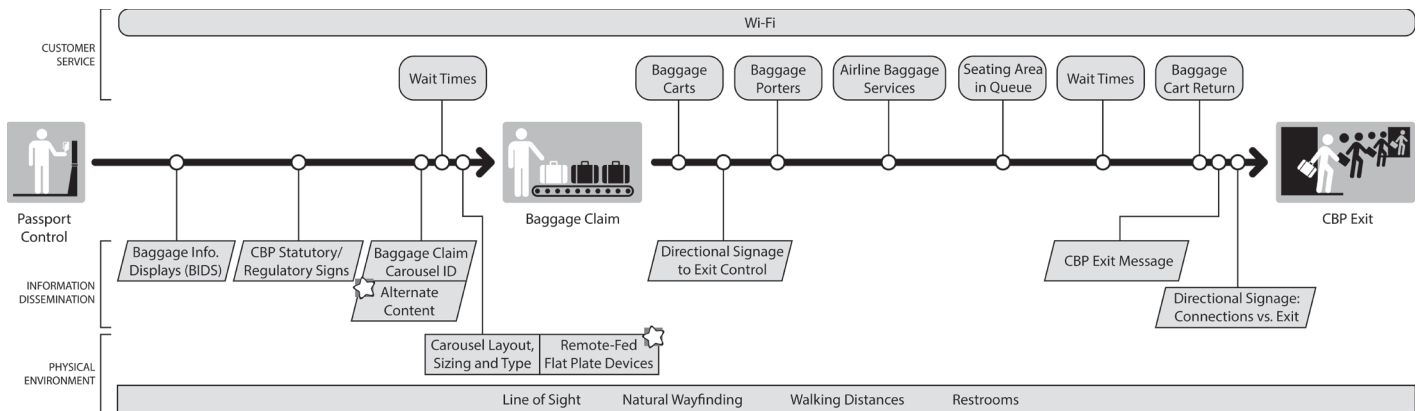 Wi-Fi
CUSTOMER
SERVICE
Wait Times
Baggage
Carts
Baggage
Porters
Airline Baggage
Services
Seating Area
in Queue
Wait Times
Baggage
Cart Return
Passport
Control
Baggage Claim
CBP Exit
INFORMATION
DISSEMINATION
Baggage Info.
Displays (BIDS)
CBP Statutory/
Regulatory Signs
Baggage Claim
Carousel ID
Alternate
Content
Directional Signage
to Exit Control
CBP Exit Message
Directional Signage:
Connections vs. Exit
PHYSICAL
ENVIRONMENT
Carousel Layout,
Sizing and Type
Remote-Fed
Flat Plate Devices
Line of Sight Natural Wayfinding Walking Distances Restrooms